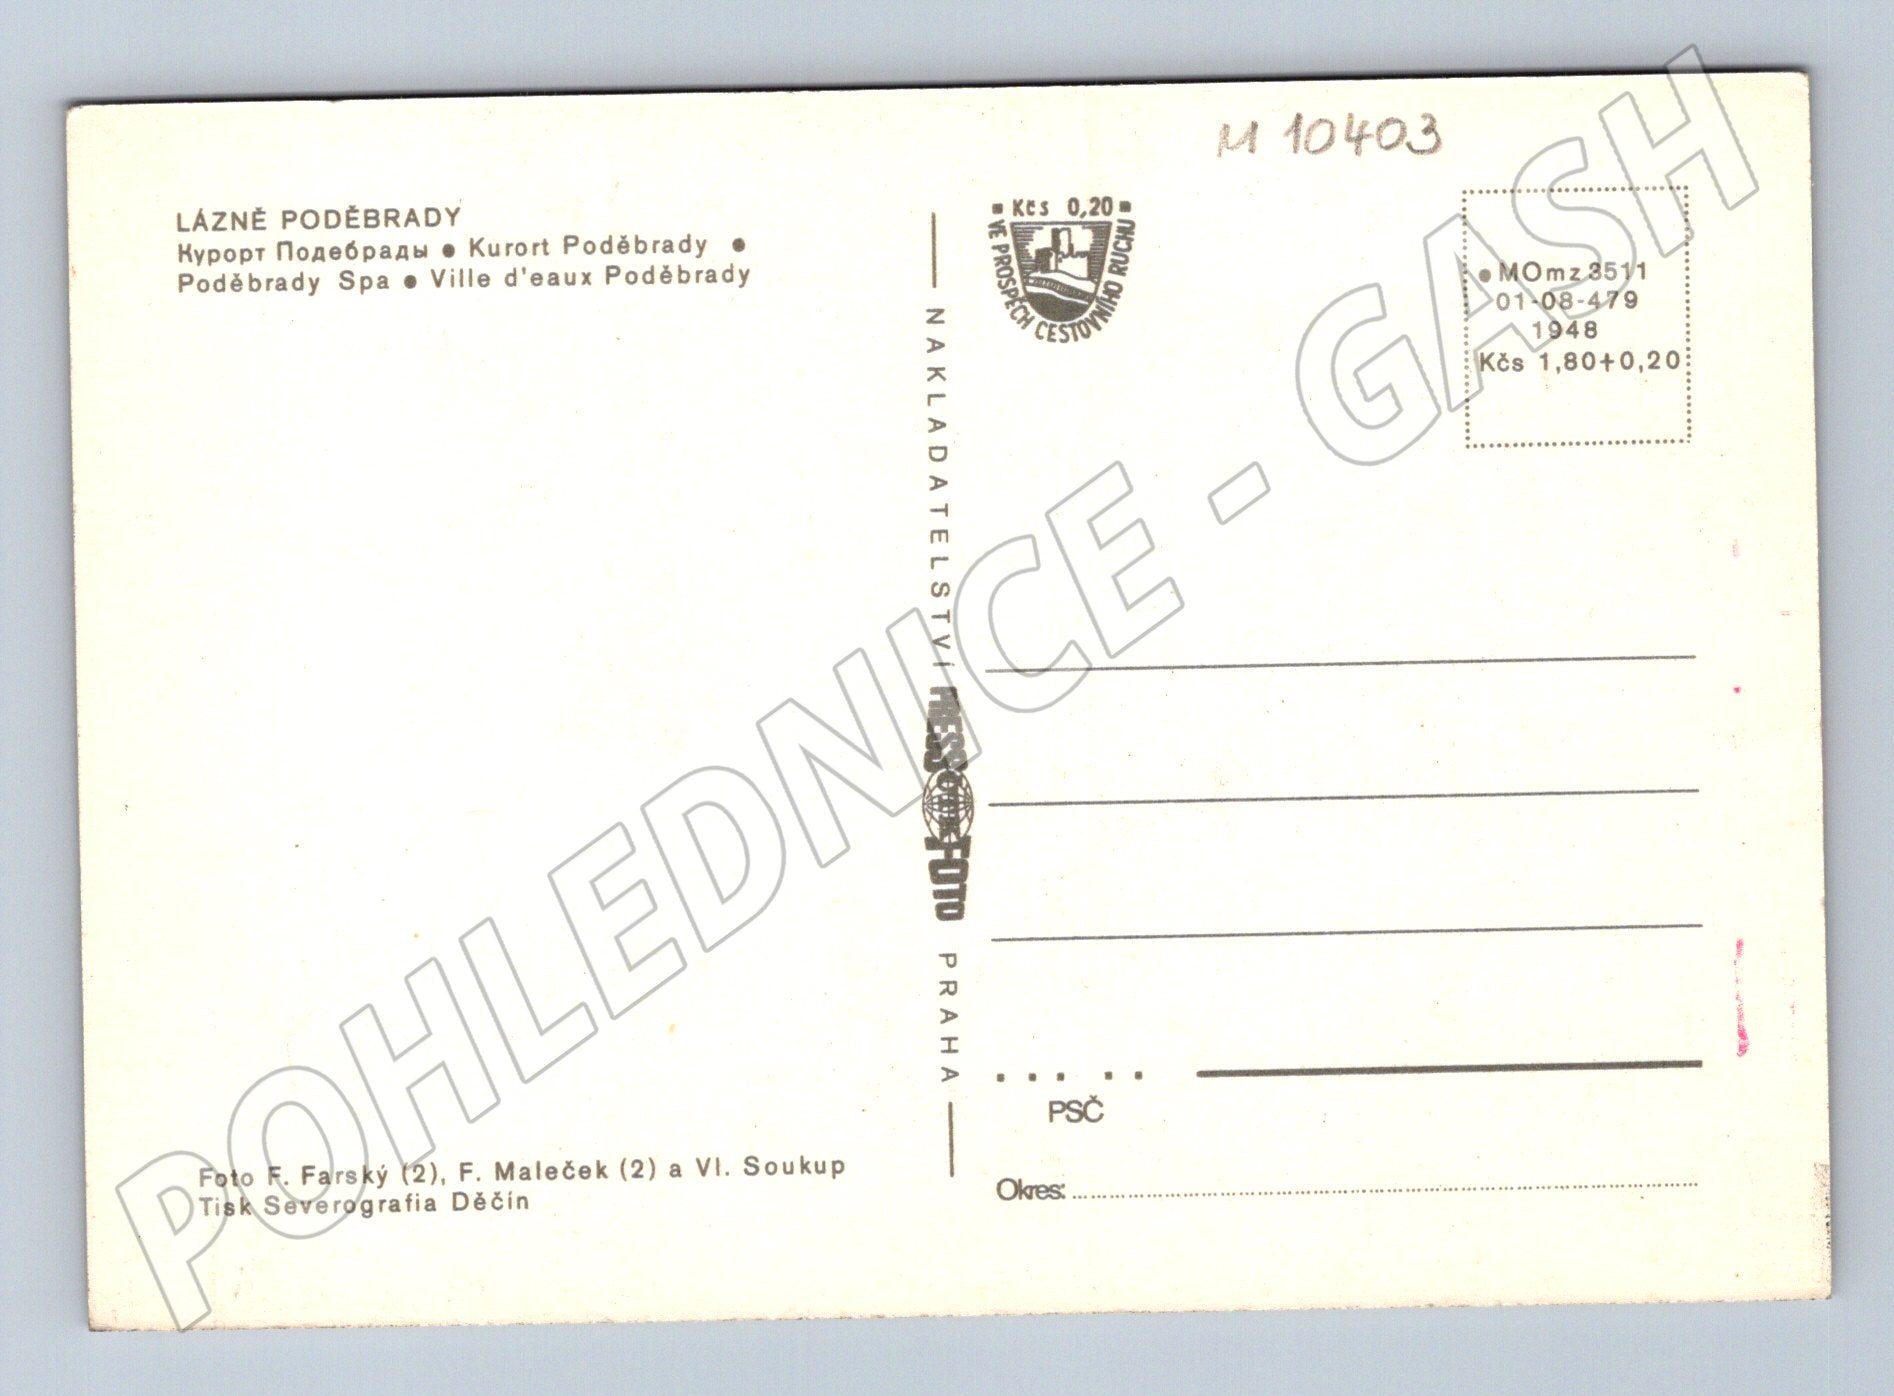 M 10403
LÁZNĚ PODĚBRADY
Курорт Подебрады ● Kurort Poděbrady ●
Poděbrady Spa ● Ville d'eaux Poděbrady
Kčs 0,20
VE PROSPĚCH CESTOVNÍHO RUCHU
● MOmz 3511
01-08-479
1948
Kčs 1,80+0,20
NAKLADATELSTVÍ PRESSFOTO PRAHA
ČTK
PSČ
Okres:
Foto F. Farský (2), F. Maleček (2) a Vl. Soukup
Tisk Severografia Děčín
POHLEDNICE - GASH